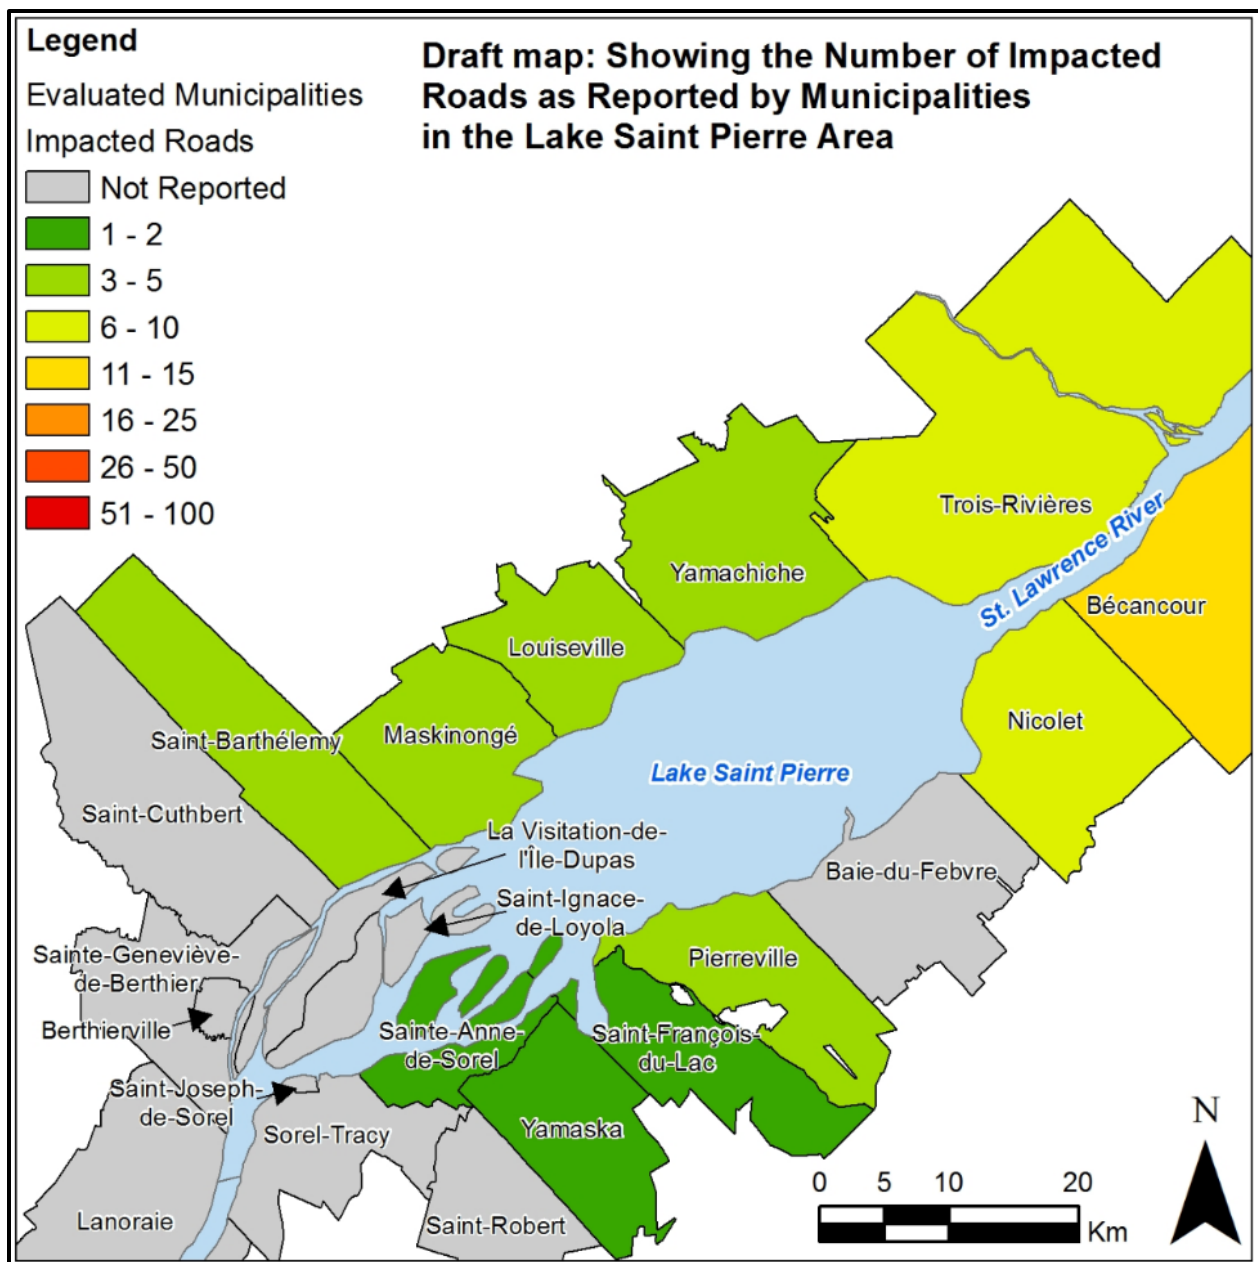 Legend
Evaluated Municipalities
Impacted Roads
Not Reported
1 - 2
3 - 5
6 - 10
11 - 15
16 - 25
26 - 50
51 - 100
Draft map: Showing the Number of Impacted
Roads as Reported by Municipalities
in the Lake Saint Pierre Area
Trois-Rivières
St. Lawrence River
Yamachiche
Bécancour
Louiseville
Nicolet
Maskinongé
Saint-Barthélemy
Lake Saint Pierre
Saint-Cuthbert
La Visitation-de-
l'Île-Dupas
Baie-du-Febvre
Saint-Ignace-
de-Loyola
Sainte-Geneviève-
de-Berthier
Pierreville
Berthierville
Sainte-Anne-
de-Sorel
Saint-François-
du-Lac
Saint-Joseph-
de-Sorel
Sorel-Tracy
Yamaska
Lanoraie
Saint-Robert
N
0 5 10 20
Km